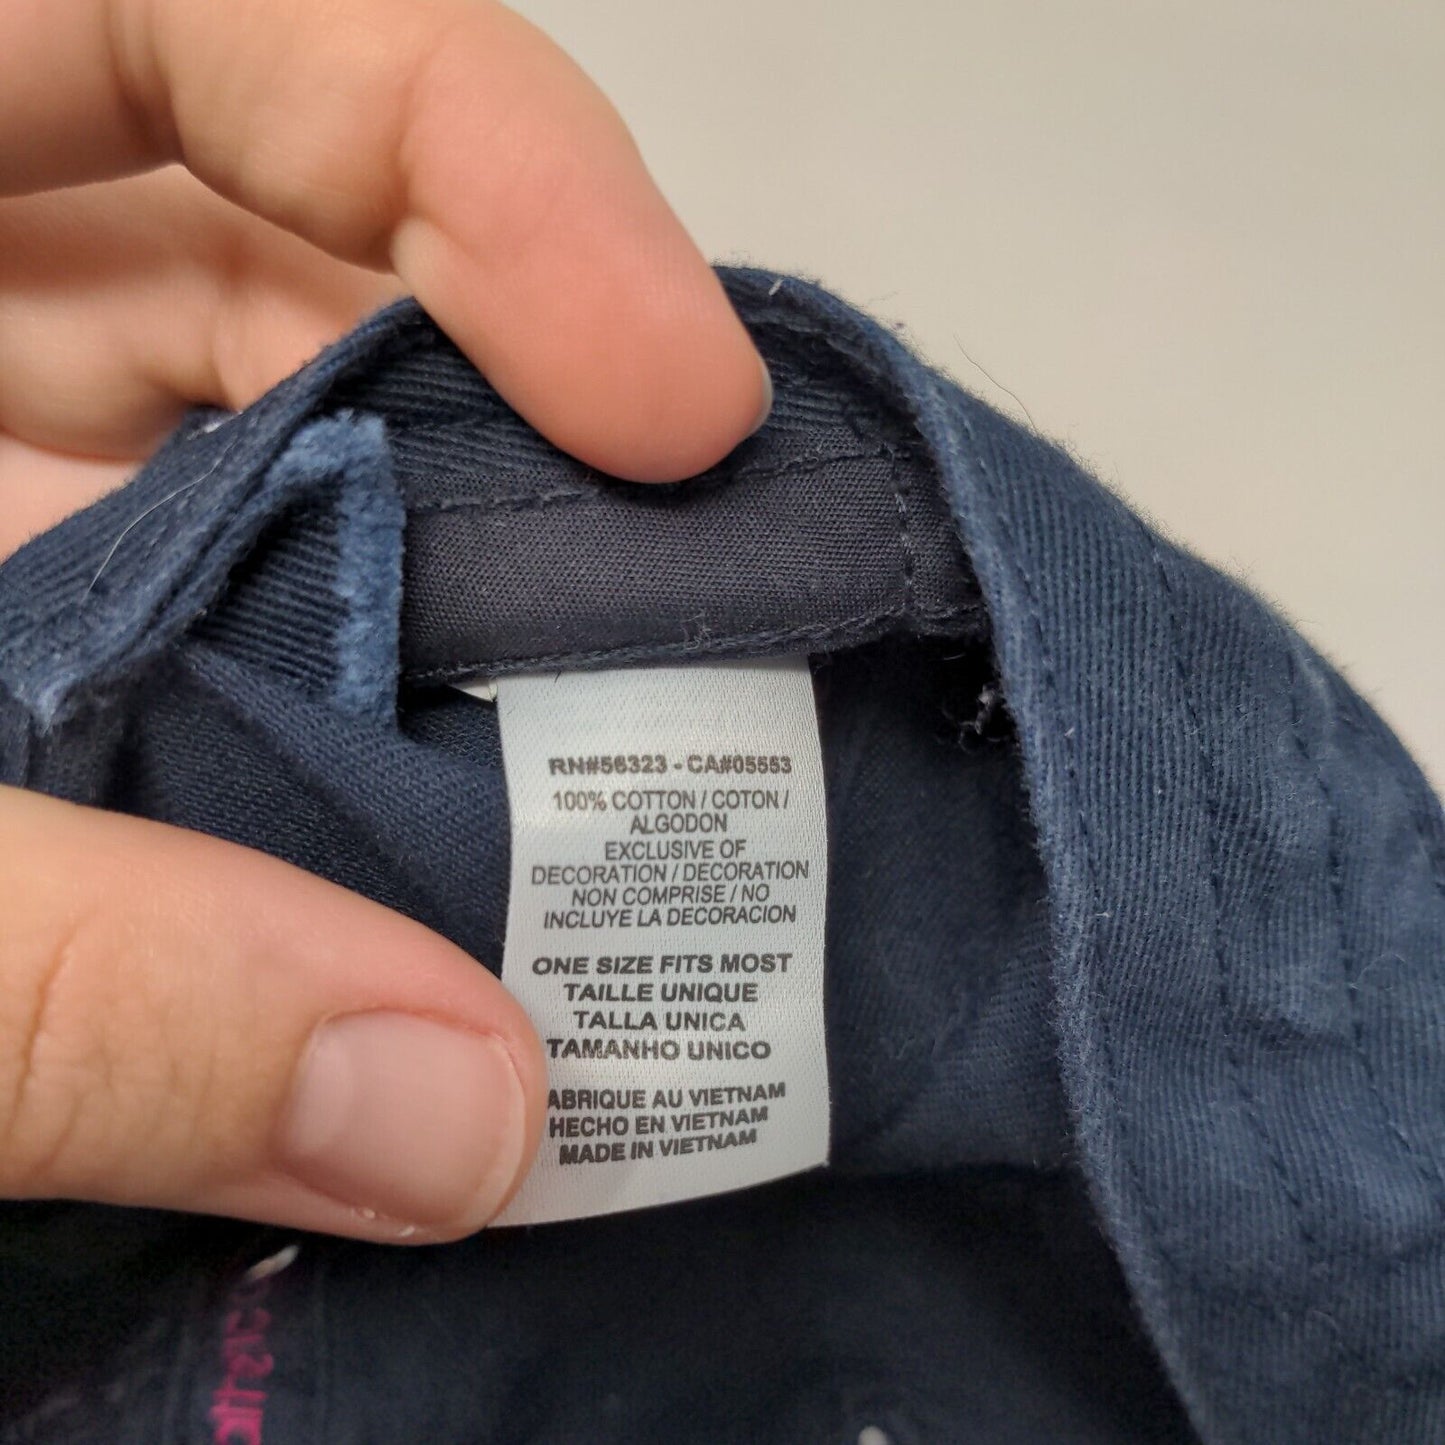 RN#56323 - CA#05553
100% COTTON / COTON /
ALGODON
EXCLUSIVE OF
DECORATION / DECORATION
NON COMPRISE / NO
INCLUYE LA DECORACION
ONE SIZE FITS MOST
TAILLE UNIQUE
TALLA UNICA
TAMANHO UNICO
ABRIQUE AU VIETNAM
HECHO EN VIETNAM
MADE IN VIETNAM